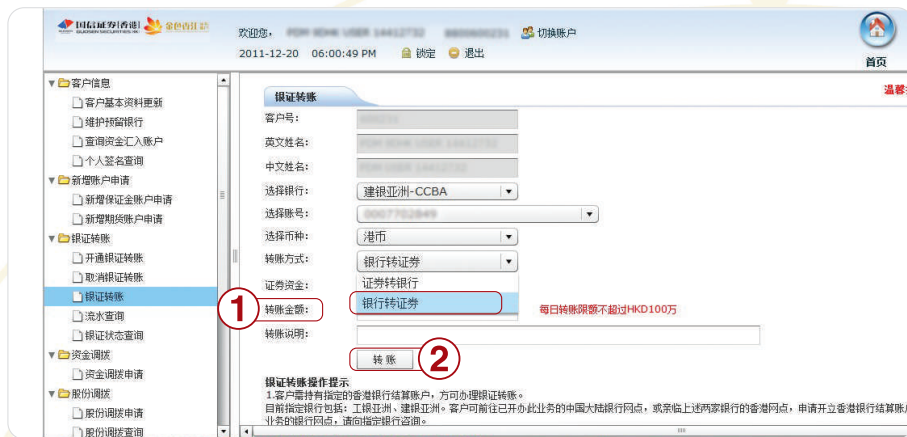 国信证券(香港)
金色阳光
欢迎您，
切换账户
2011-12-20 06:00:49 PM 锁定 退出
首页
客户信息
客户基本资料更新
维护预留银行
查询资金汇入账户
个人签名查询
新增账户申请
新增保证金账户申请
新增期货账户申请
银证转账
开通银证转账
取消银证转账
银证转账
流水查询
银证状态查询
资金调拨
资金调拨申请
股份调拨
股份调拨申请
股份调拨查询
银证转账
温馨
客户号：
英文姓名：
中文姓名：
选择银行： 建银亚洲-CCBA
选择账号： 0007702849
选择币种： 港币
转账方式： 银行转证券
证券资金： 证券转银行
银行转证券
① 转账金额： 每日转账限额不超过HKD100万
转账说明：
转 账 ②
银证转账操作提示
1.客户需持有指定的香港银行结算账户，方可办理银证转账。
目前指定银行包括：工银亚洲、建银亚洲。客户可前往已开办此业务的中国大陆银行网点，或亲临上述两家银行的香港网点，申请开立香港银行结算账
业务的银行网点，请向指定银行咨询。